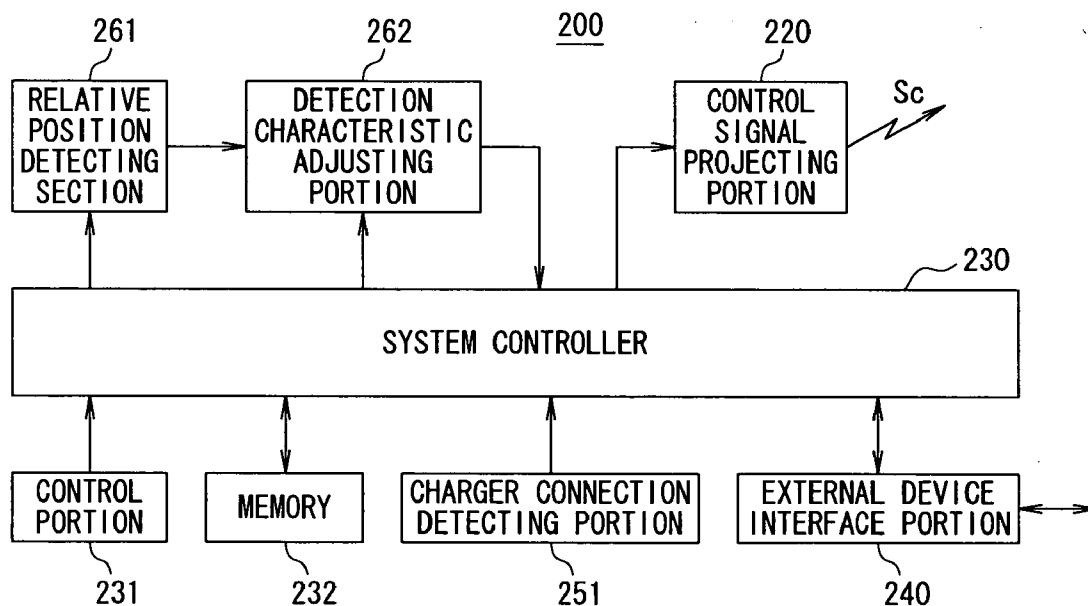 261
262
200
220
RELATIVE
POSITION
DETECTING
SECTION
DETECTION
CHARACTERISTIC
ADJUSTING
PORTION
CONTROL
SIGNAL
PROJECTING
PORTION
Sc
230
SYSTEM CONTROLLER
CONTROL
PORTION
MEMORY
CHARGER CONNECTION
DETECTING PORTION
EXTERNAL DEVICE
INTERFACE PORTION
231
232
251
240